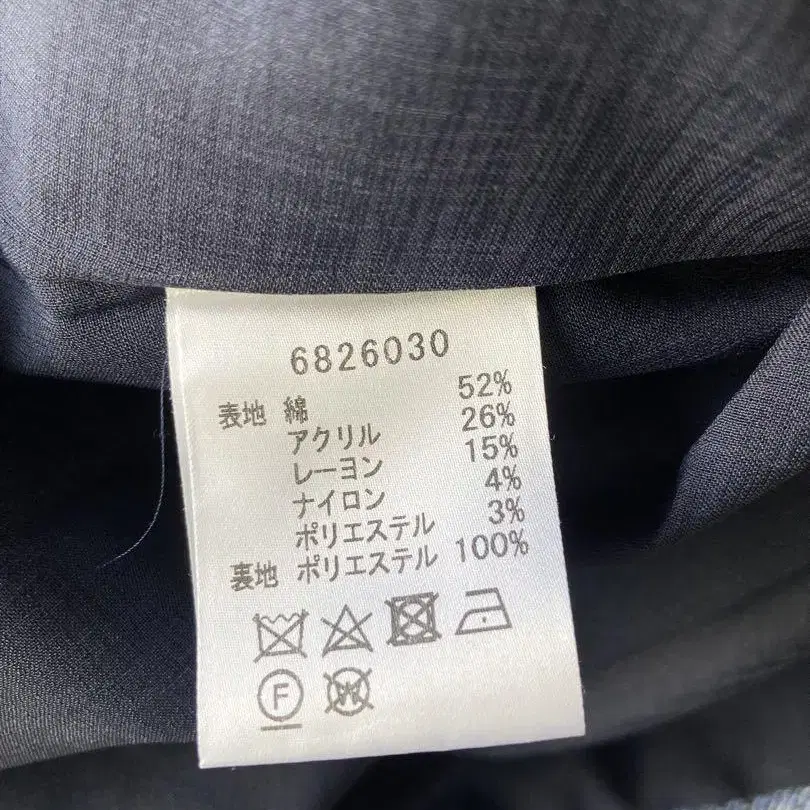 6826030
表地 綿 52%
アクリル 26%
レーヨン 15%
ナイロン 4%
ポリエステル 3%
裏地 ポリエステル 100%
F W